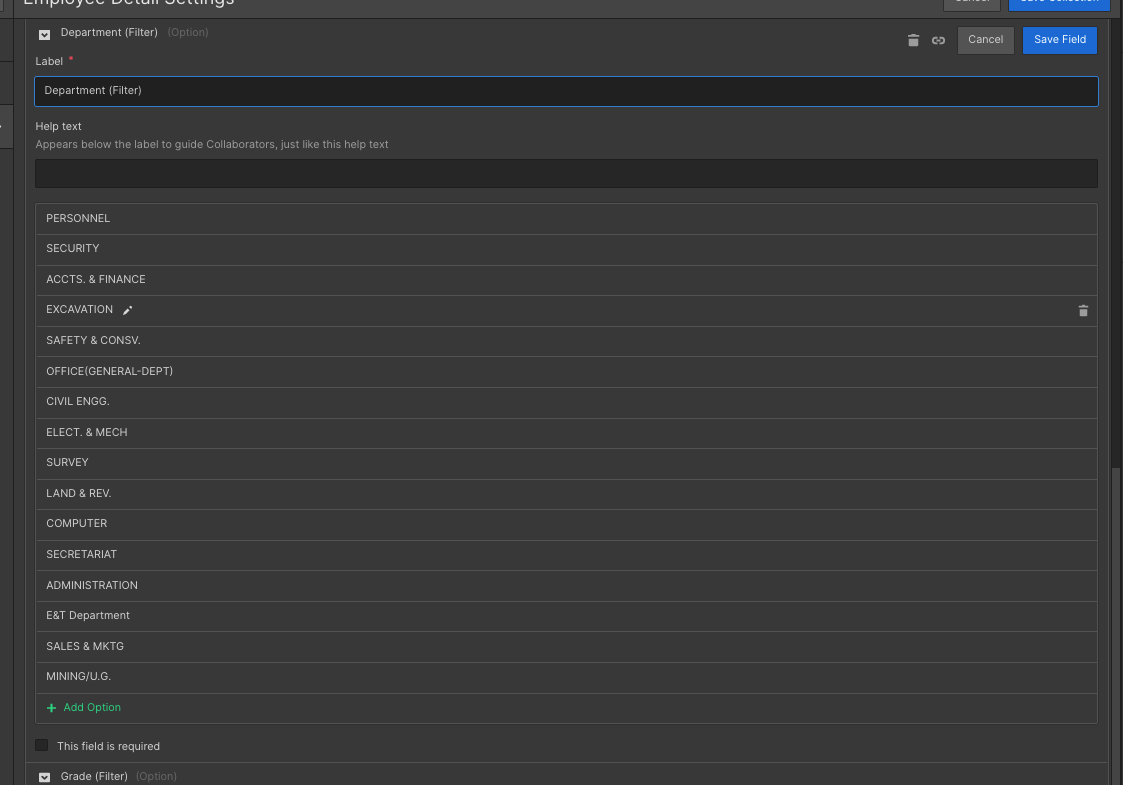 Employee Detail Settings
Cancel
Save Collection
Department (Filter) (Option)
Cancel
Save Field
Label *
Department (Filter)
Help text
Appears below the label to guide Collaborators, just like this help text
PERSONNEL
SECURITY
ACCTS. & FINANCE
EXCAVATION
SAFETY & CONSV.
OFFICE(GENERAL-DEPT)
CIVIL ENGG.
ELECT. & MECH
SURVEY
LAND & REV.
COMPUTER
SECRETARIAT
ADMINISTRATION
E&T Department
SALES & MKTG
MINING/U.G.
+ Add Option
This field is required
Grade (Filter) (Option)